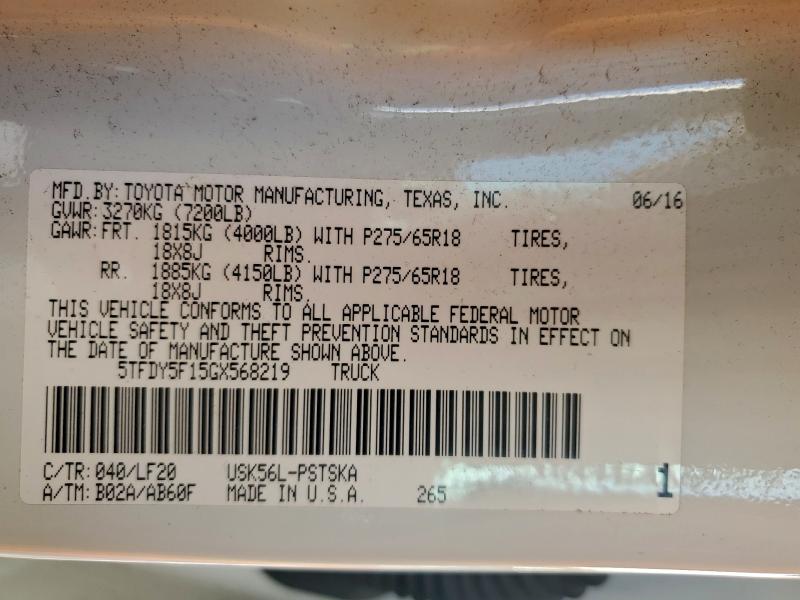 MFD.BY:TOYOTA MOTOR MANUFACTURING, TEXAS, INC. 06/16
GVWR:3270KG (7200LB)
GAWR:FRT. 1815KG (4000LB) WITH P275/65R18 TIRES,
18X8J RIMS.
RR. 1885KG (4150LB) WITH P275/65R18 TIRES,
18X8J RIMS.
THIS VEHICLE CONFORMS TO ALL APPLICABLE FEDERAL MOTOR
VEHICLE SAFETY AND THEFT PREVENTION STANDARDS IN EFFECT ON
THE DATE OF MANUFACTURE SHOWN ABOVE.
5TFDY5F15GX568219 TRUCK
C/TR:040/LF20 USK56L-PSTSKA
A/TM:B02A/AB60F MADE IN U.S.A. 265 1